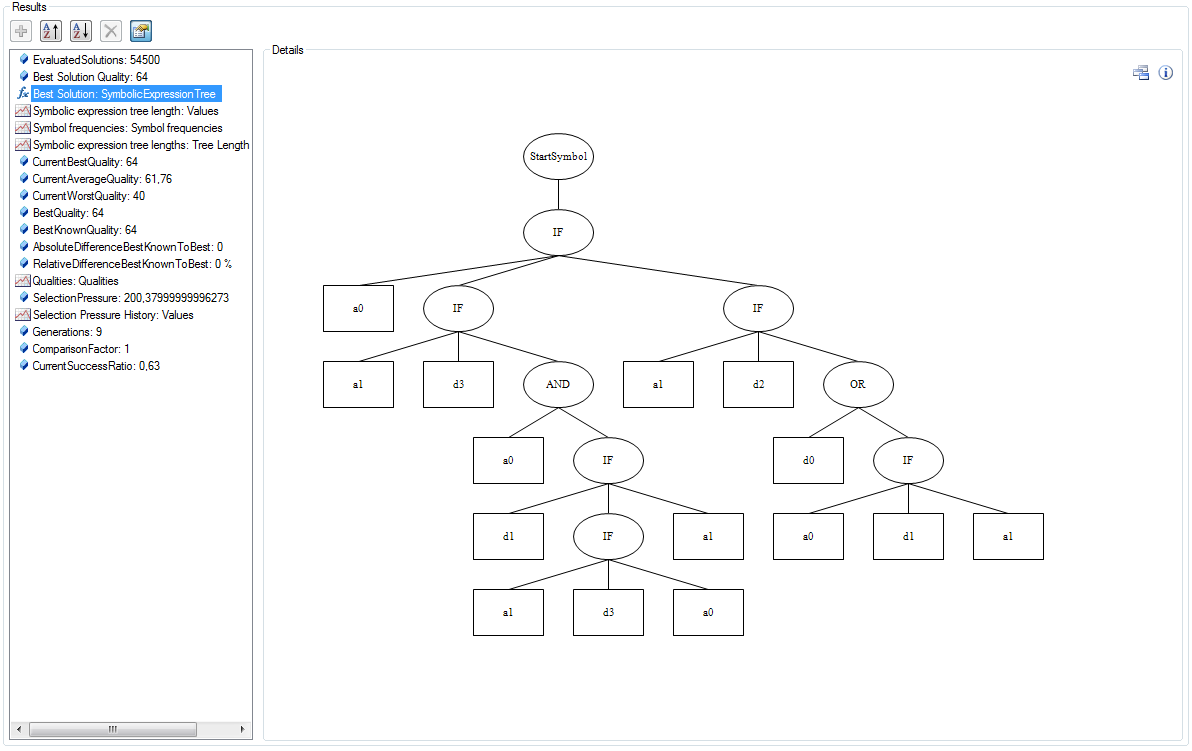 Results
EvaluatedSolutions: 54500
Best Solution Quality: 64
Best Solution: SymbolicExpressionTree
Symbolic expression tree length: Values
Symbol frequencies: Symbol frequencies
Symbolic expression tree lengths: Tree Length
CurrentBestQuality: 64
CurrentAverageQuality: 61,76
CurrentWorstQuality: 40
BestQuality: 64
BestKnownQuality: 64
AbsoluteDifferenceBestKnownToBest: 0
RelativeDifferenceBestKnownToBest: 0 %
Qualities: Qualities
SelectionPressure: 200,37999999996273
Selection Pressure History: Values
Generations: 9
ComparisonFactor: 1
CurrentSuccessRatio: 0,63
Details
StartSymbol
IF
a0 IF IF
a1 d3 AND a1 d2 OR
a0 IF d0 IF
d1 IF a1 a0 d1 a1
a1 d3 a0